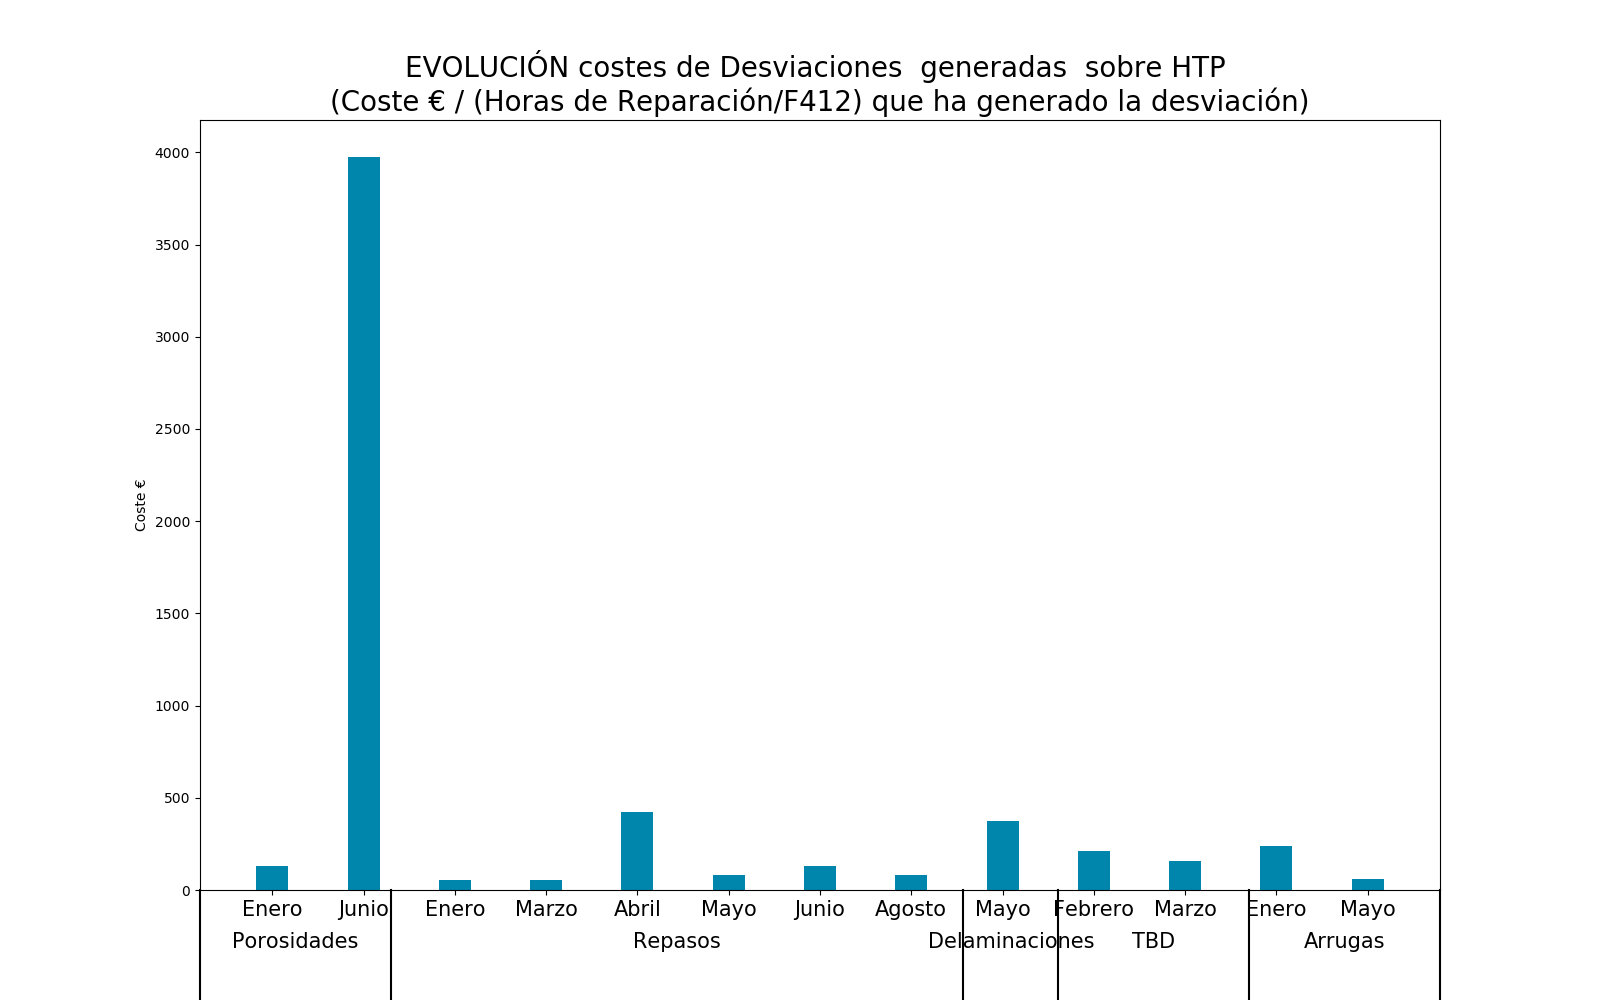 EVOLUCIÓN costes de Desviaciones  generadas  sobre HTP
(Coste € / (Horas de Reparación/F412) que ha generado la desviación)
4000
3500
3000
2500
2000
1500
1000
500
0
Coste €
Enero Junio Enero Marzo Abril Mayo Junio Agosto Mayo Febrero Marzo Enero Mayo
Porosidades Repasos Delaminaciones TBD Arrugas